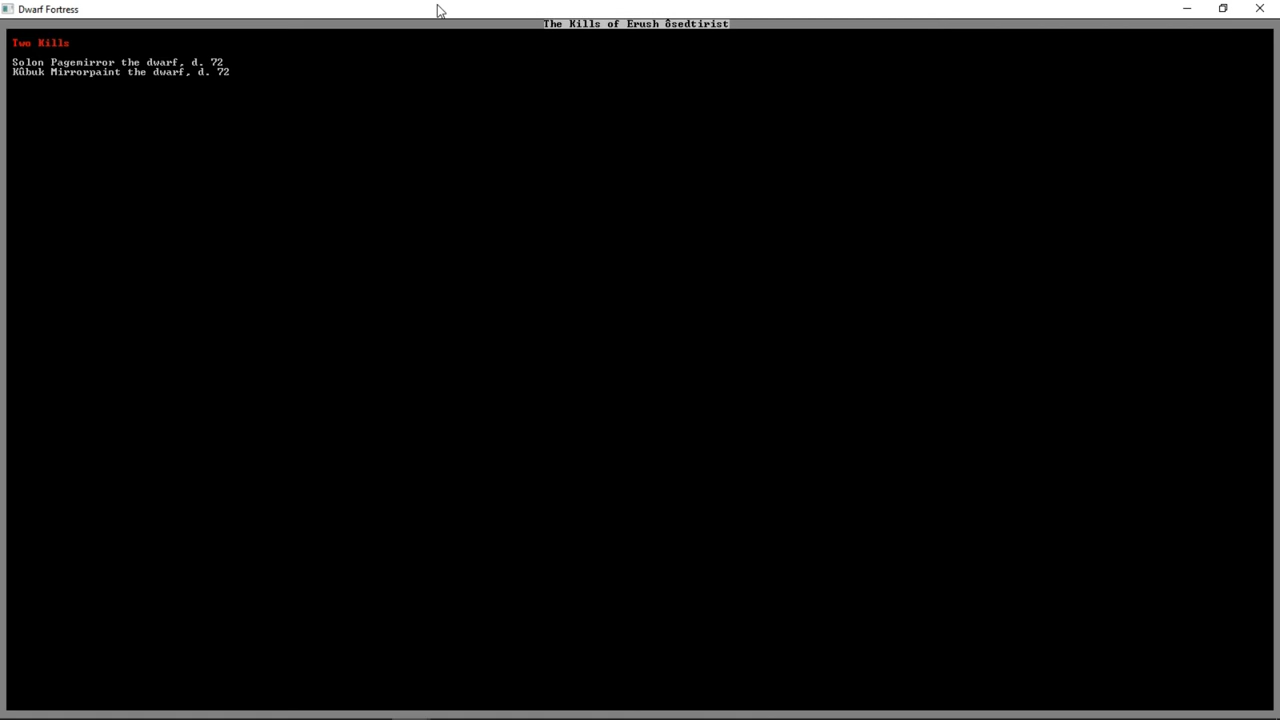 Dwarf Fortress
The Kills of Erush ôsedtirist
Two Kills
Solon Pagemirror the dwarf, d. 72
Kûbuk Mirrorpaint the dwarf, d. 72